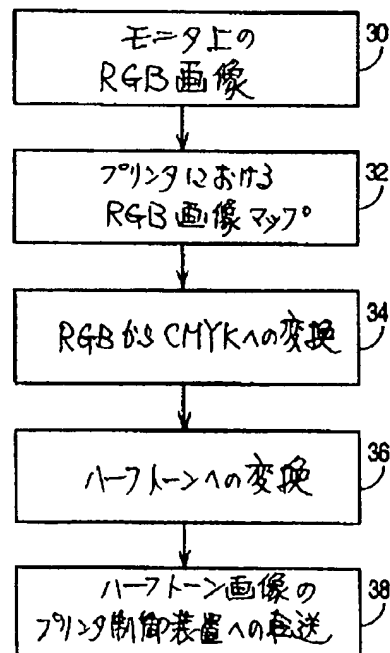 モニタ上の
RGB画像
30
プリンタにおける
RGB画像マップ
32
RGBからCMYKへの変換
34
ハーフトーンへの変換
36
ハーフトーン画像の
プリンタ制御装置への転送
38